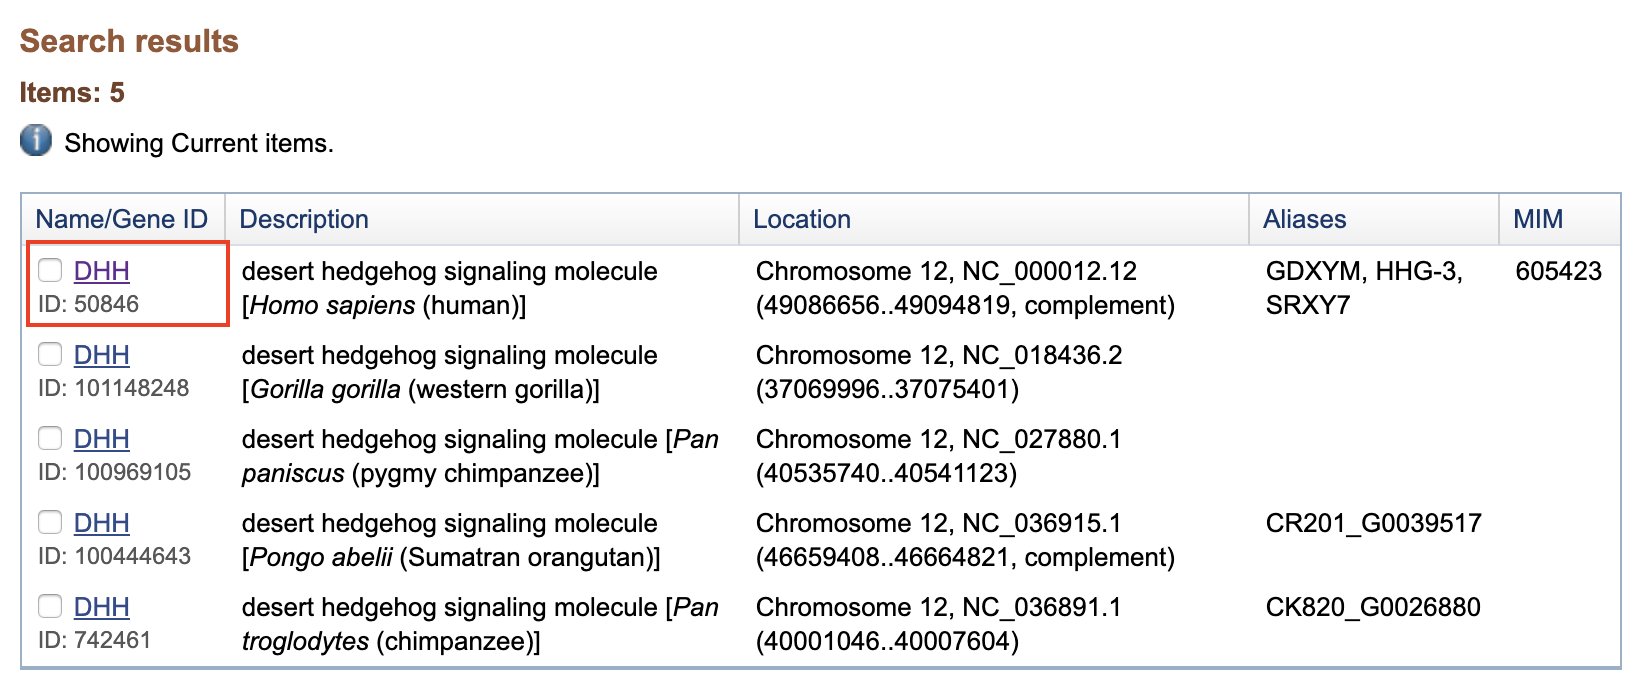 Search results
Items: 5
Showing Current items.
Name/Gene ID Description Location Aliases MIM
DHH desert hedgehog signaling molecule Chromosome 12, NC_000012.12 GDXYM, HHG-3, 605423
ID: 50846 [Homo sapiens (human)] (49086656..49094819, complement) SRXY7
DHH desert hedgehog signaling molecule Chromosome 12, NC_018436.2
ID: 101148248 [Gorilla gorilla (western gorilla)] (37069996..37075401)
DHH desert hedgehog signaling molecule [Pan Chromosome 12, NC_027880.1
ID: 100969105 paniscus (pygmy chimpanzee)] (40535740..40541123)
DHH desert hedgehog signaling molecule Chromosome 12, NC_036915.1 CR201_G0039517
ID: 100444643 [Pongo abelii (Sumatran orangutan)] (46659408..46664821, complement)
DHH desert hedgehog signaling molecule [Pan Chromosome 12, NC_036891.1 CK820_G0026880
ID: 742461 troglodytes (chimpanzee)] (40001046..40007604)